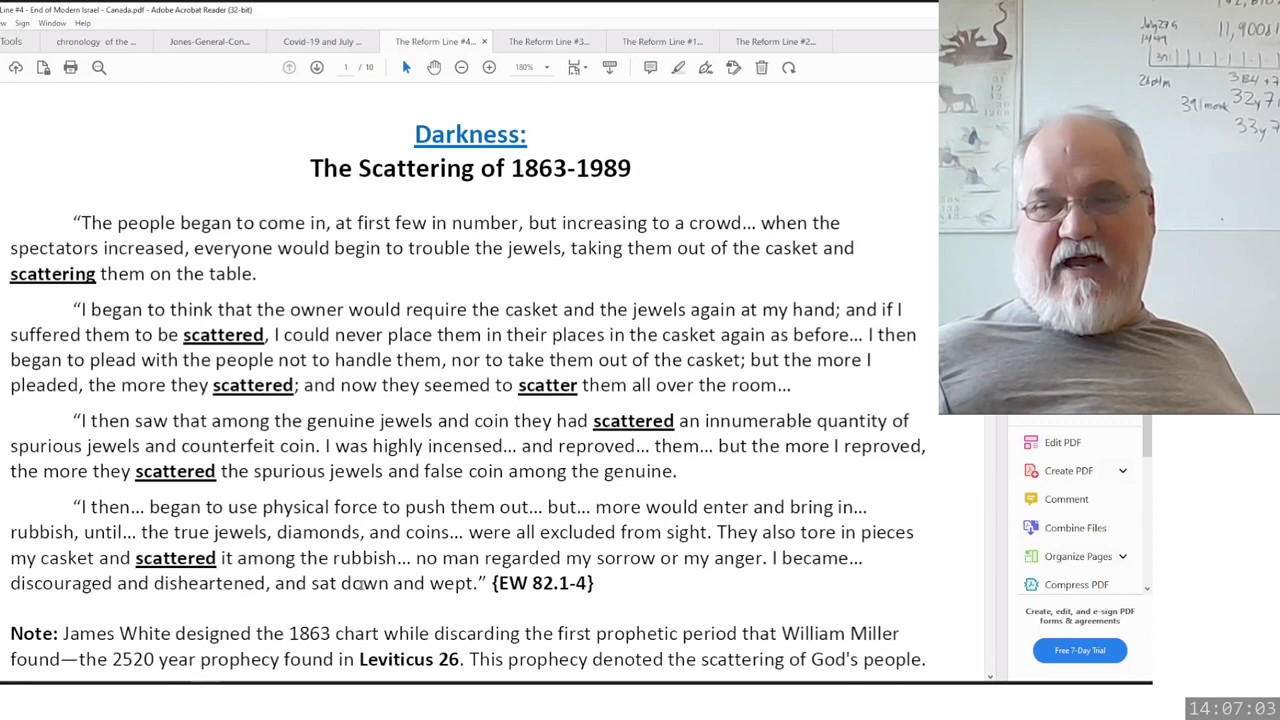 Line #4 - End of Modern Israel - Canada.pdf - Adobe Acrobat Reader (32-bit)
Sign Window Help
Tools chronology of the ... Jones-General-Con... Covid-19 and July ... The Reform Line #4... × The Reform Line #3... The Reform Line #1... The Reform Line #2...
1 / 10 180%
Darkness:
The Scattering of 1863-1989
“The people began to come in, at first few in number, but increasing to a crowd… when the
spectators increased, everyone would begin to trouble the jewels, taking them out of the casket and
scattering them on the table.
“I began to think that the owner would require the casket and the jewels again at my hand; and if I
suffered them to be scattered, I could never place them in their places in the casket again as before… I then
began to plead with the people not to handle them, nor to take them out of the casket; but the more I
pleaded, the more they scattered; and now they seemed to scatter them all over the room…
“I then saw that among the genuine jewels and coin they had scattered an innumerable quantity of
spurious jewels and counterfeit coin. I was highly incensed… and reproved… them… but the more I reproved,
the more they scattered the spurious jewels and false coin among the genuine.
“I then… began to use physical force to push them out… but… more would enter and bring in…
rubbish, until… the true jewels, diamonds, and coins… were all excluded from sight. They also tore in pieces
my casket and scattered it among the rubbish… no man regarded my sorrow or my anger. I became…
discouraged and disheartened, and sat down and wept.” {EW 82.1-4}
Note: James White designed the 1863 chart while discarding the first prophetic period that William Miller
found—the 2520 year prophecy found in Leviticus 26. This prophecy denoted the scattering of God's people.
Edit PDF
Create PDF
Comment
Combine Files
Organize Pages
Compress PDF
Create, edit, and e-sign PDF
forms & agreements
Free 7-Day Trial
14:07:03